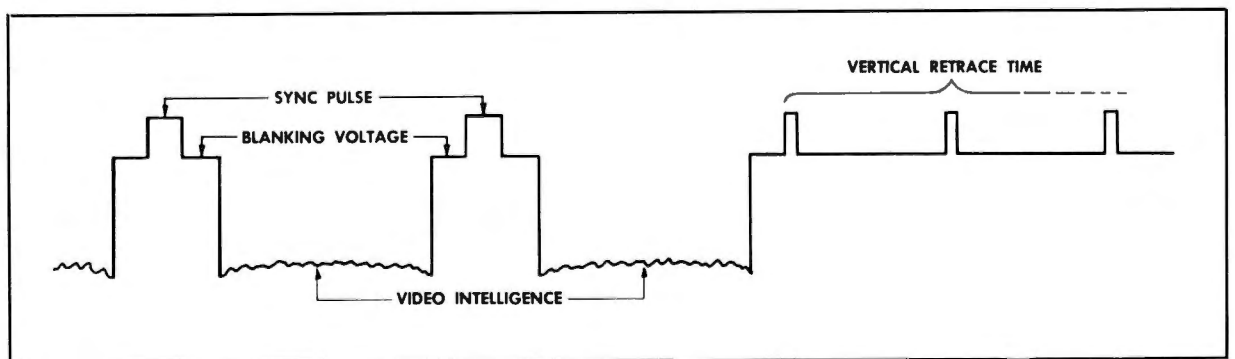 VERTICAL RETRACE TIME
SYNC PULSE
BLANKING VOLTAGE
VIDEO INTELLIGENCE